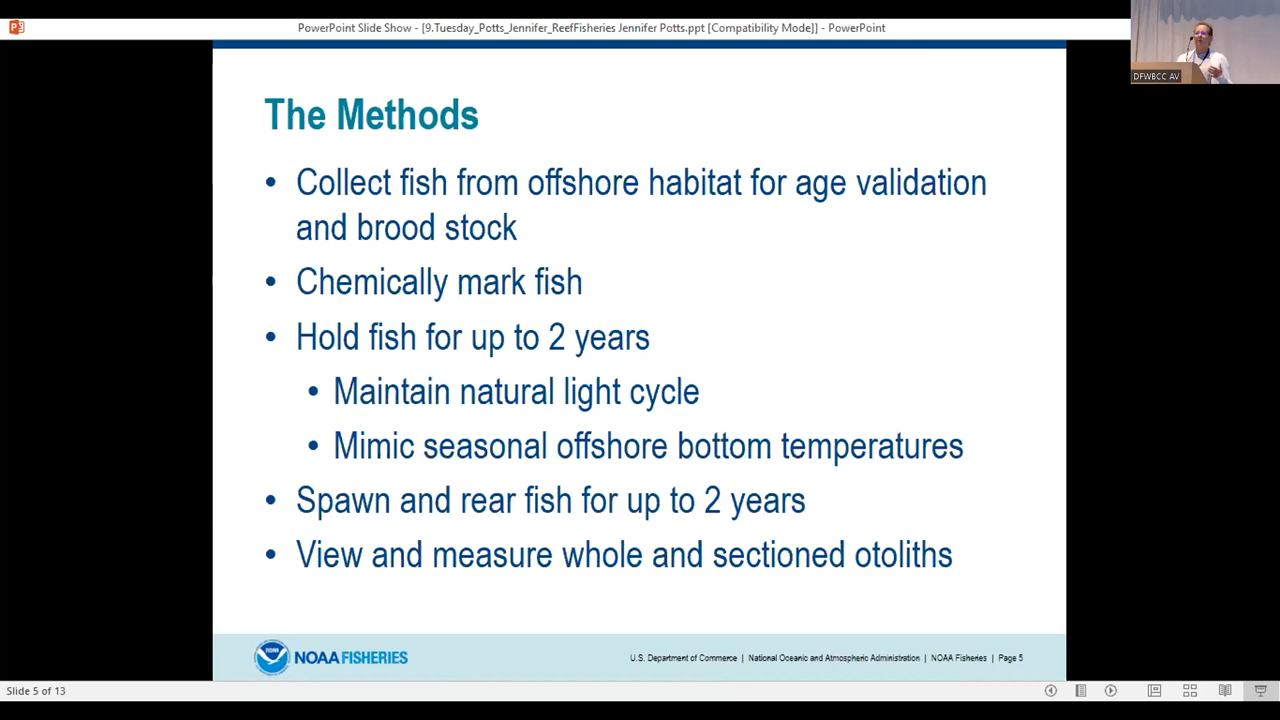 PowerPoint Slide Show - [9.Tuesday_Potts_Jennifer_ReefFisheries Jennifer Potts.ppt [Compatibility Mode]] - PowerPoint
DFWBCC AV
The Methods
• Collect fish from offshore habitat for age validation
and brood stock
• Chemically mark fish
• Hold fish for up to 2 years
• Maintain natural light cycle
• Mimic seasonal offshore bottom temperatures
• Spawn and rear fish for up to 2 years
• View and measure whole and sectioned otoliths
NOAA
NOAA FISHERIES
U.S. Department of Commerce | National Oceanic and Atmospheric Administration | NOAA Fisheries | Page 5
Slide 5 of 13